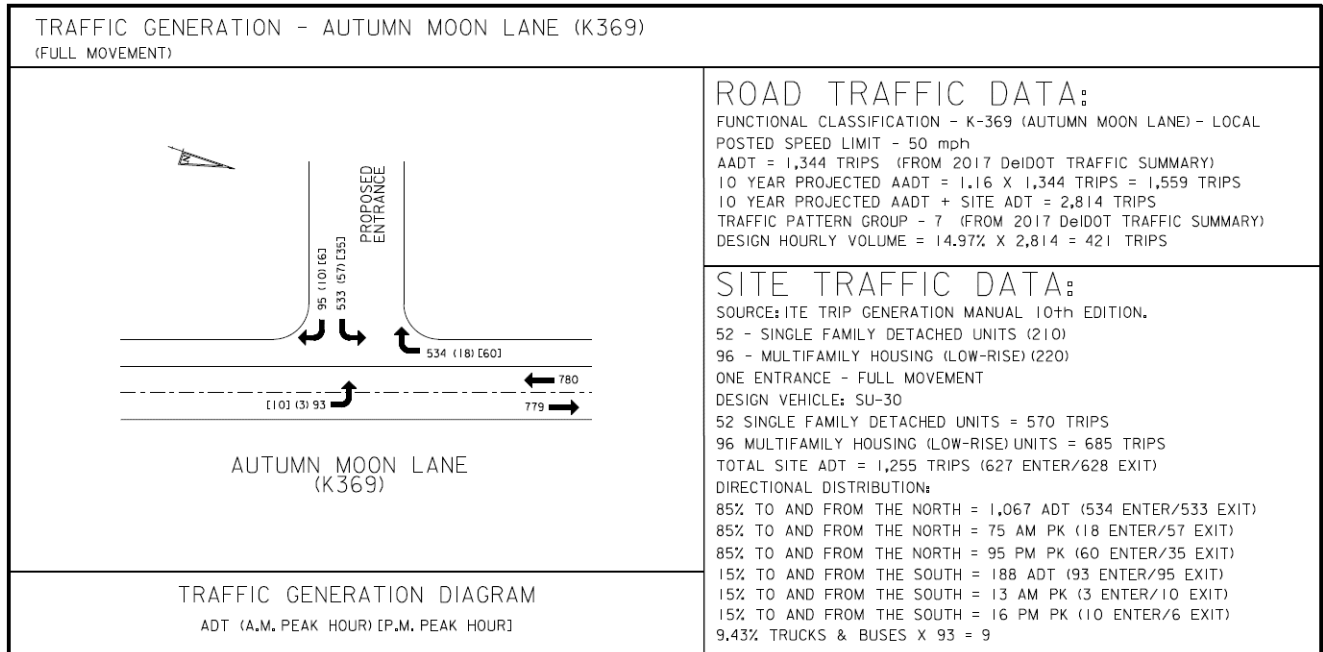 TRAFFIC GENERATION - AUTUMN MOON LANE (K369)
(FULL MOVEMENT)
N
PROPOSED
ENTRANCE
95 (10) [6]
533 (57) [35]
534 (18) [60]
780
[10] (3) 93
779
AUTUMN MOON LANE
(K369)
TRAFFIC GENERATION DIAGRAM
ADT (A.M. PEAK HOUR) [P.M. PEAK HOUR]
ROAD TRAFFIC DATA:
FUNCTIONAL CLASSIFICATION - K-369 (AUTUMN MOON LANE) - LOCAL
POSTED SPEED LIMIT - 50 mph
AADT = 1,344 TRIPS (FROM 2017 DelDOT TRAFFIC SUMMARY)
10 YEAR PROJECTED AADT = 1.16 X 1,344 TRIPS = 1,559 TRIPS
10 YEAR PROJECTED AADT + SITE ADT = 2,814 TRIPS
TRAFFIC PATTERN GROUP - 7 (FROM 2017 DelDOT TRAFFIC SUMMARY)
DESIGN HOURLY VOLUME = 14.97% X 2,814 = 421 TRIPS
SITE TRAFFIC DATA:
SOURCE: ITE TRIP GENERATION MANUAL 10th EDITION.
52 - SINGLE FAMILY DETACHED UNITS (210)
96 - MULTIFAMILY HOUSING (LOW-RISE) (220)
ONE ENTRANCE - FULL MOVEMENT
DESIGN VEHICLE: SU-30
52 SINGLE FAMILY DETACHED UNITS = 570 TRIPS
96 MULTIFAMILY HOUSING (LOW-RISE) UNITS = 685 TRIPS
TOTAL SITE ADT = 1,255 TRIPS (627 ENTER/628 EXIT)
DIRECTIONAL DISTRIBUTION:
85% TO AND FROM THE NORTH = 1,067 ADT (534 ENTER/533 EXIT)
85% TO AND FROM THE NORTH = 75 AM PK (18 ENTER/57 EXIT)
85% TO AND FROM THE NORTH = 95 PM PK (60 ENTER/35 EXIT)
15% TO AND FROM THE SOUTH = 188 ADT (93 ENTER/95 EXIT)
15% TO AND FROM THE SOUTH = 13 AM PK (3 ENTER/10 EXIT)
15% TO AND FROM THE SOUTH = 16 PM PK (10 ENTER/6 EXIT)
9.43% TRUCKS & BUSES X 93 = 9